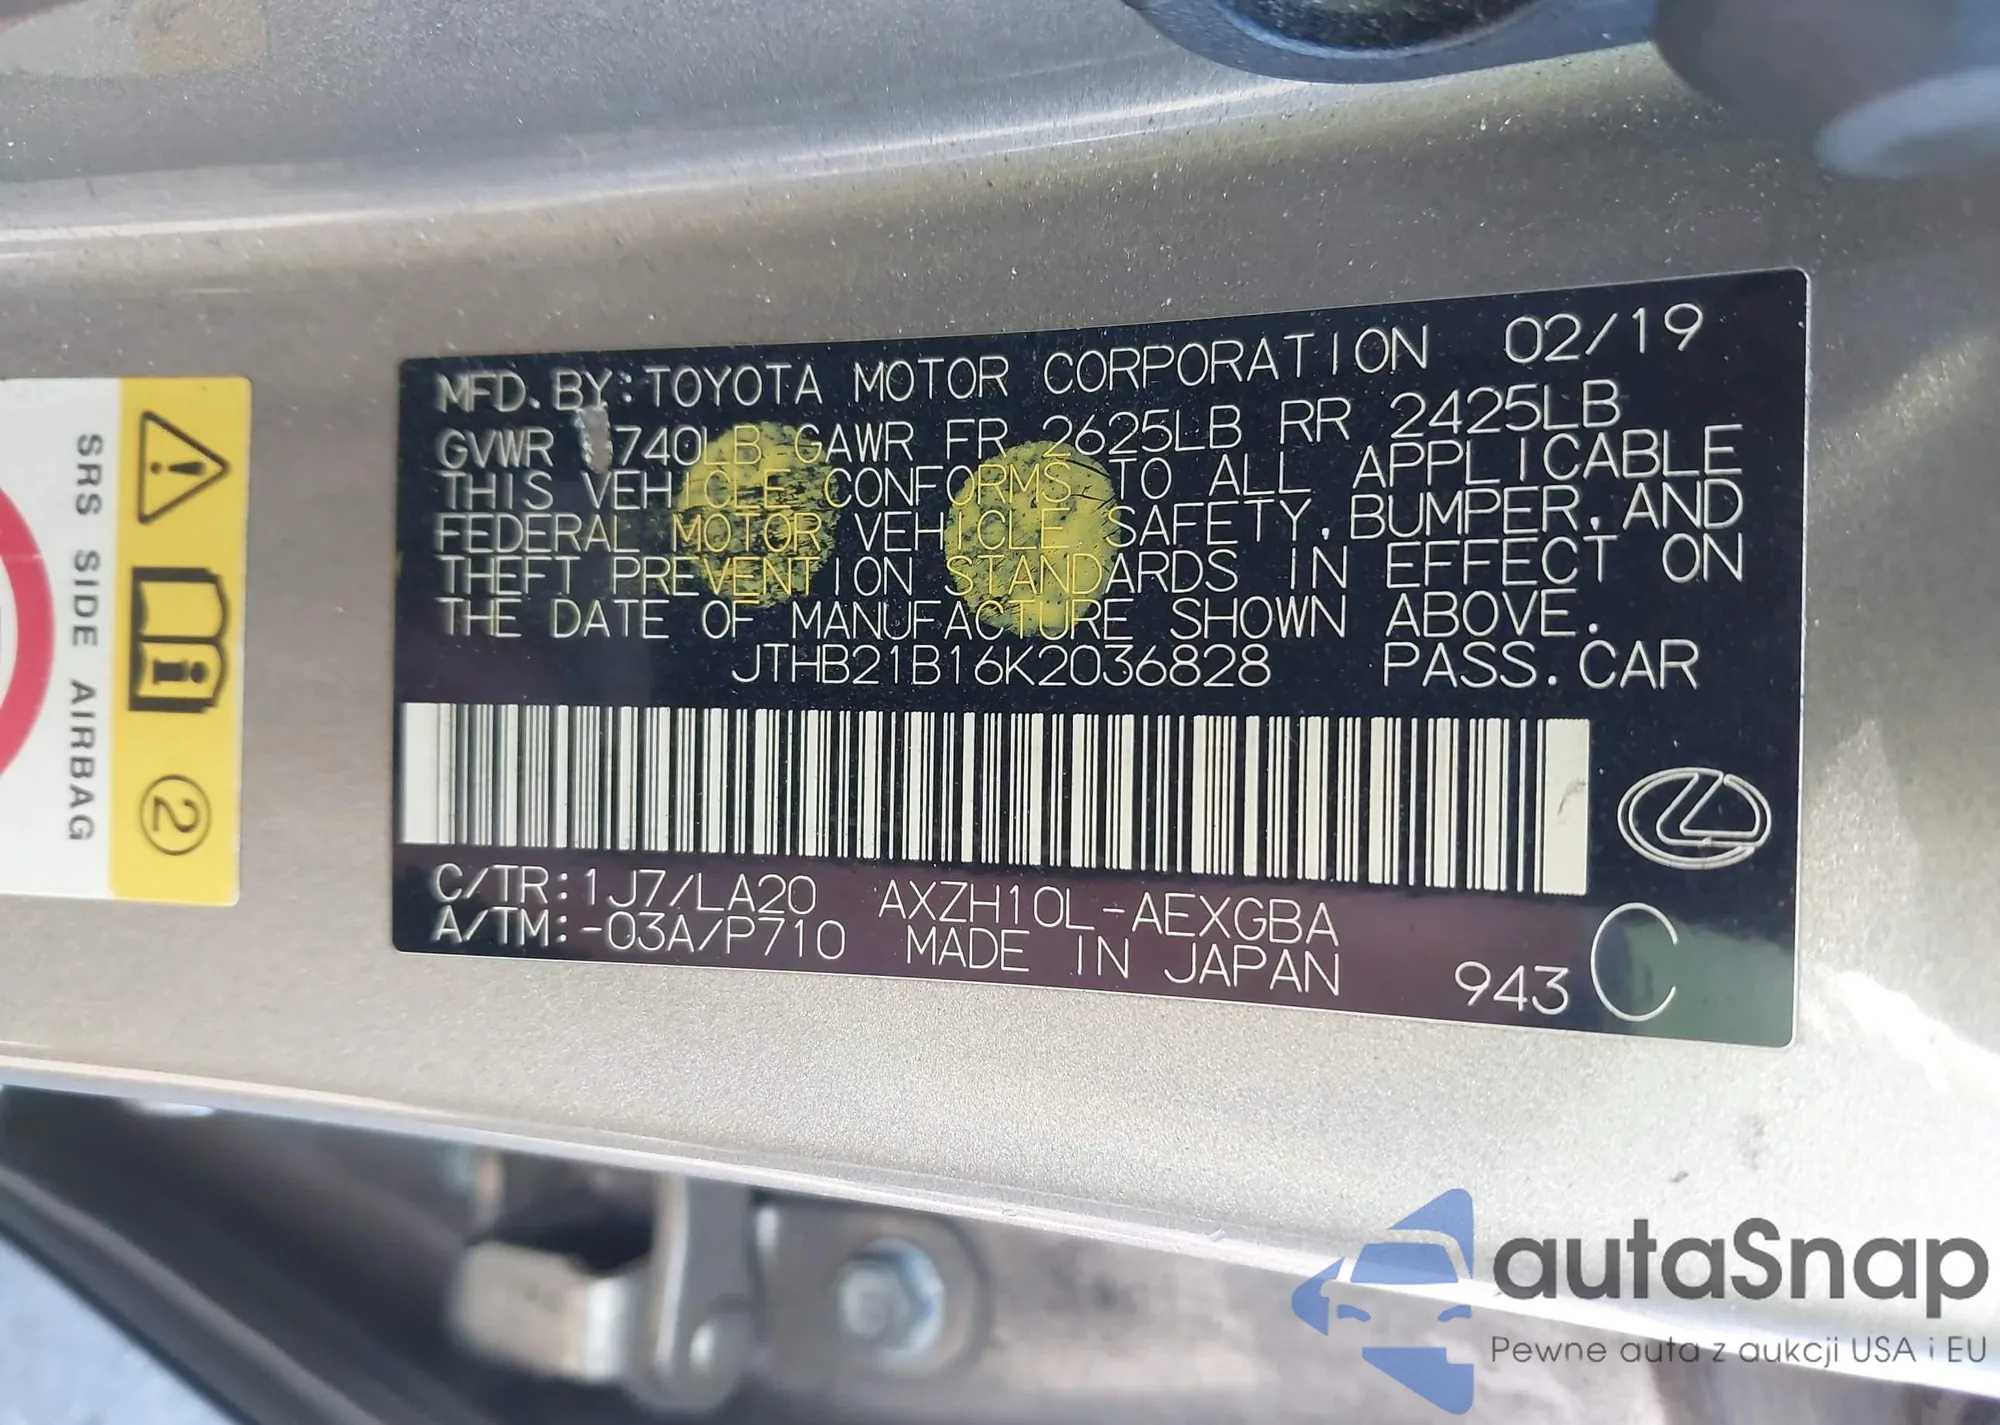 MFD. BY: TOYOTA MOTOR CORPORATION 02/19
GVWR 740LB GAWR FR 2625LB RR 2425LB
THIS VEHICLE CONFORMS TO ALL APPLICABLE
FEDERAL MOTOR VEHICLE SAFETY, BUMPER, AND
THEFT PREVENTION STANDARDS IN EFFECT ON
THE DATE OF MANUFACTURE SHOWN ABOVE.
JTHB21B16K2036828 PASS. CAR
C/TR: 1J7/LA20 AXZH10L-AEXGBA
A/TM: -03A/P710 MADE IN JAPAN 943 C
SRS SIDE AIRBAG
2
autaSnap
Pewne auta z aukcji USA i EU